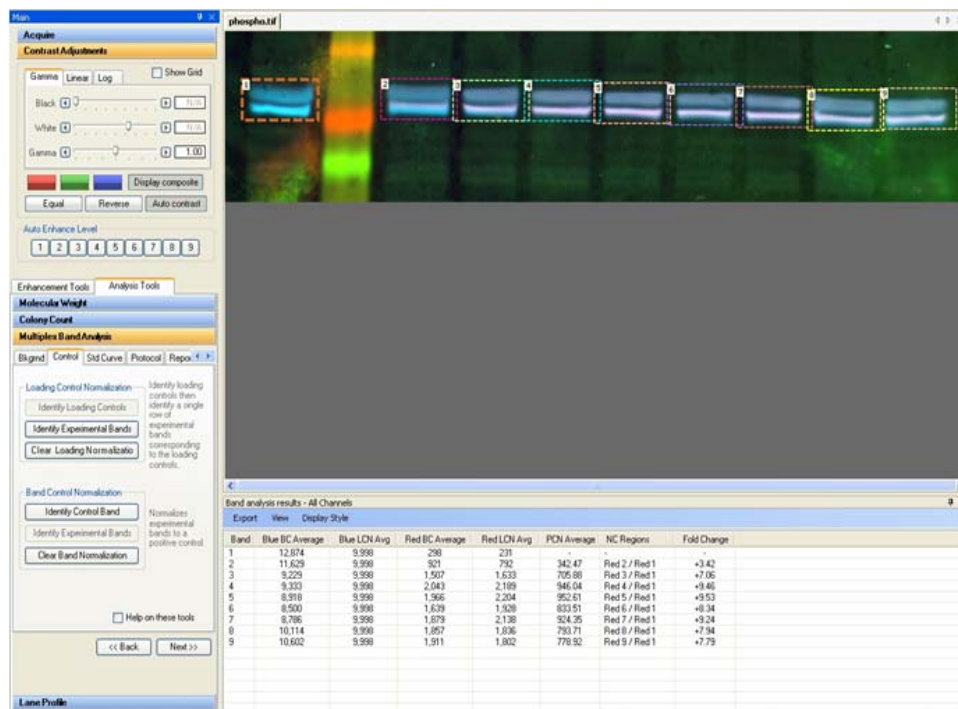 Main
Acquire
Contrast Adjustments
Gamma Linear Log
Show Grid
Black N/A
White N/A
Gamma 1.00
Display composite
Equal Reverse Auto contrast
Auto Enhance Level
1 2 3 4 5 6 7 8 9
Enhancement Tools Analysis Tools
Molecular Weight
Colony Count
Multiplex Band Analysis
Bkgrnd Control Std Curve Protocol Repo
Loading Control Normalization
Identify Loading Controls
Identify Experimental Bands
Clear Loading Normalizatio
Identify loading
controls then
identify a single
row of
experimental
bands
corresponding
to the loading
controls.
Band Control Normalization
Identify Control Band
Identify Experimental Bands
Clear Band Normalization
Normalizes
experimental
bands to a
positive control.
Help on these tools
<< Back Next >>
Lane Profile
phospho.tif
1 2 3 4 5 6 7 8 9
Band analysis results - All Channels
Export View Display Style
Band Blue BC Average Blue LCN Avg Red BC Average Red LCN Avg PCN Average NC Regions Fold Change
1 12,874 9,998 298 231 - - -
2 11,629 9,998 921 792 342.47 Red 2 / Red 1 +3.42
3 9,229 9,998 1,507 1,633 705.88 Red 3 / Red 1 +7.06
4 9,333 9,998 2,043 2,189 946.04 Red 4 / Red 1 +9.46
5 8,918 9,998 1,966 2,204 952.61 Red 5 / Red 1 +9.53
6 8,500 9,998 1,639 1,928 833.51 Red 6 / Red 1 +8.34
7 8,786 9,998 1,879 2,138 924.35 Red 7 / Red 1 +9.24
8 10,114 9,998 1,857 1,836 793.71 Red 8 / Red 1 +7.94
9 10,602 9,998 1,911 1,802 778.92 Red 9 / Red 1 +7.79